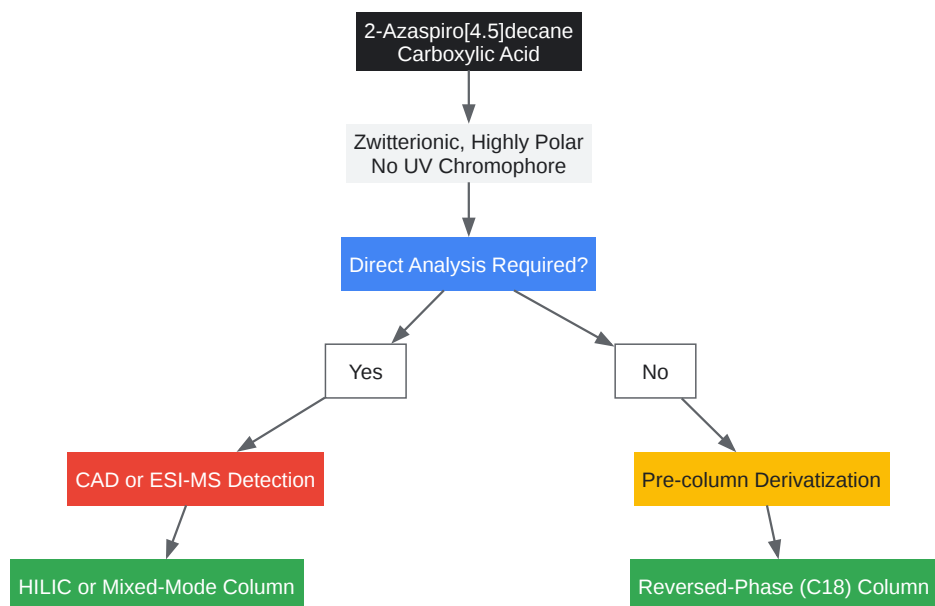 2-Azaspiro[4.5]decane
Carboxylic Acid
Zwitterionic, Highly Polar
No UV Chromophore
Direct Analysis Required?
Yes
No
CAD or ESI-MS Detection
Pre-column Derivatization
HILIC or Mixed-Mode Column
Reversed-Phase (C18) Column